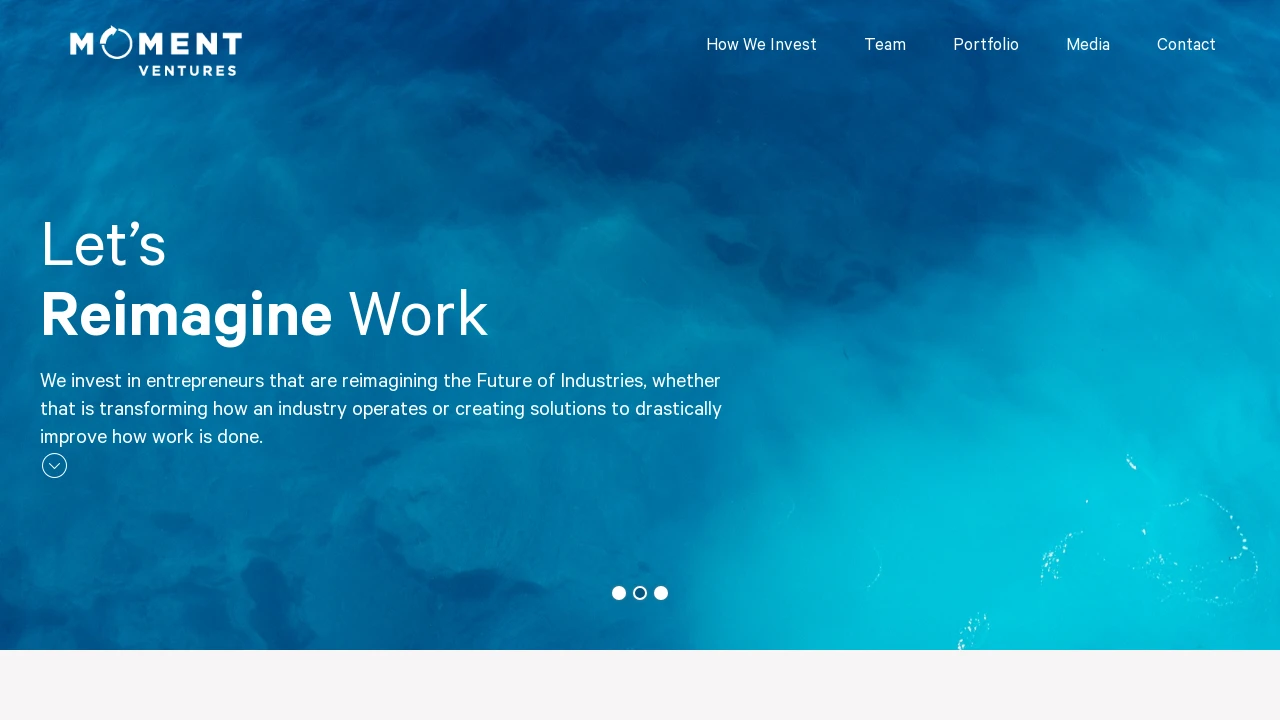 MOMENT
VENTURES
How We Invest
Team
Portfolio
Media
Contact
Let’s
Reimagine Work
We invest in entrepreneurs that are reimagining the Future of Industries, whether
that is transforming how an industry operates or creating solutions to drastically
improve how work is done.